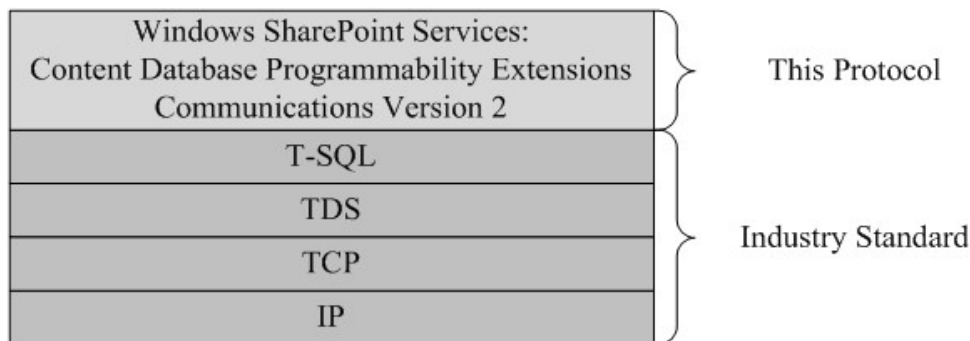 Windows SharePoint Services:
Content Database Programmability Extensions
Communications Version 2
This Protocol
T-SQL
TDS
TCP
IP
Industry Standard